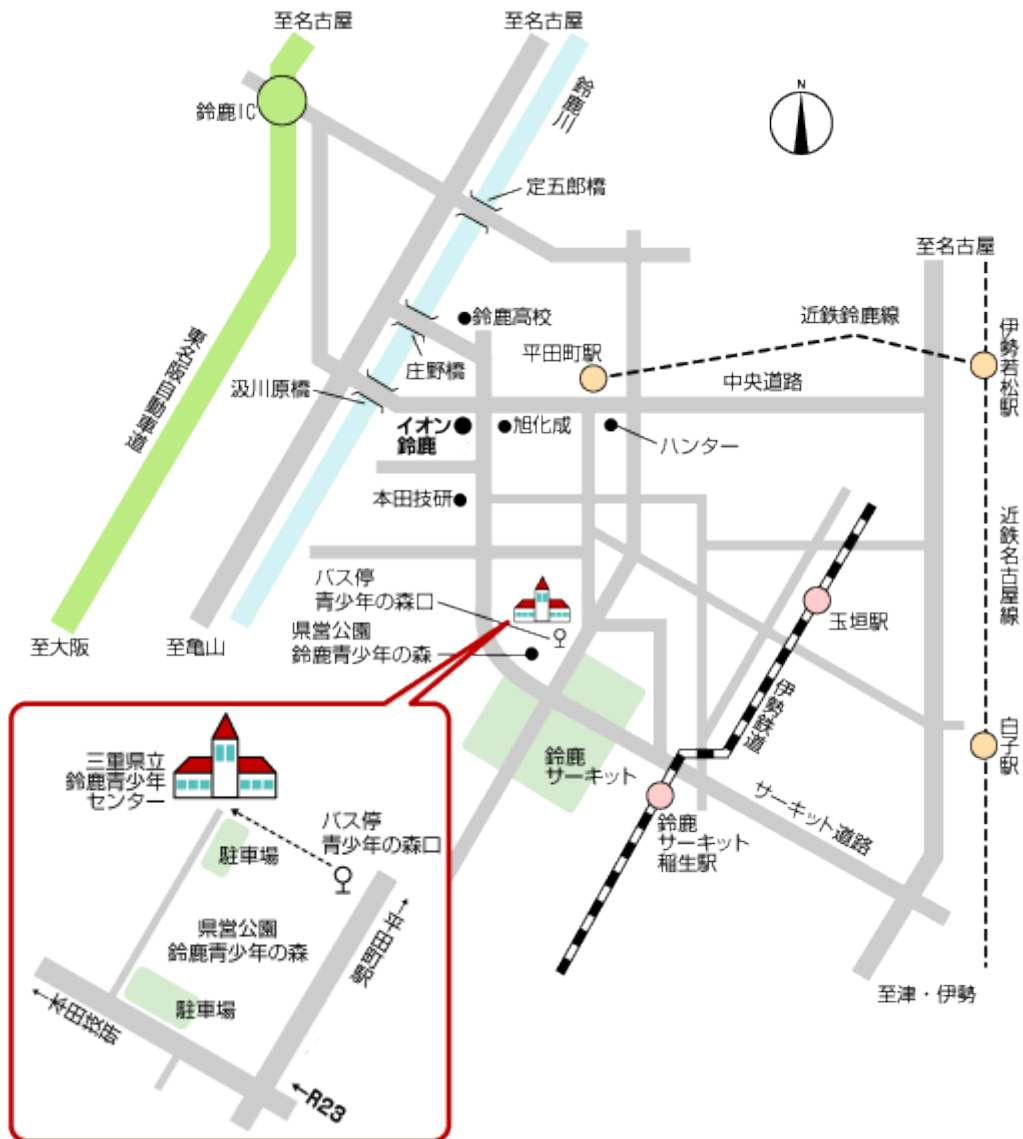 至名古屋
至名古屋
鈴鹿IC
鈴鹿川
N
定五郎橋
至名古屋
鈴鹿高校
近鉄鈴鹿線
平田町駅
伊勢若松駅
庄野橋
中央道路
東名阪自動車道
汲川原橋
イオン
鈴鹿
旭化成
ハンター
本田技研
近鉄名古屋線
バス停
青少年の森口
玉垣駅
県営公園
鈴鹿青少年の森
至大阪
至亀山
伊勢鉄道
白子駅
鈴鹿
サーキット
サーキット道路
鈴鹿
サーキット
稲生駅
至津・伊勢
三重県立
鈴鹿青少年
センター
バス停
青少年の森口
駐車場
県営公園
鈴鹿青少年の森
→平田町駅
駐車場
←本田技研
←R23